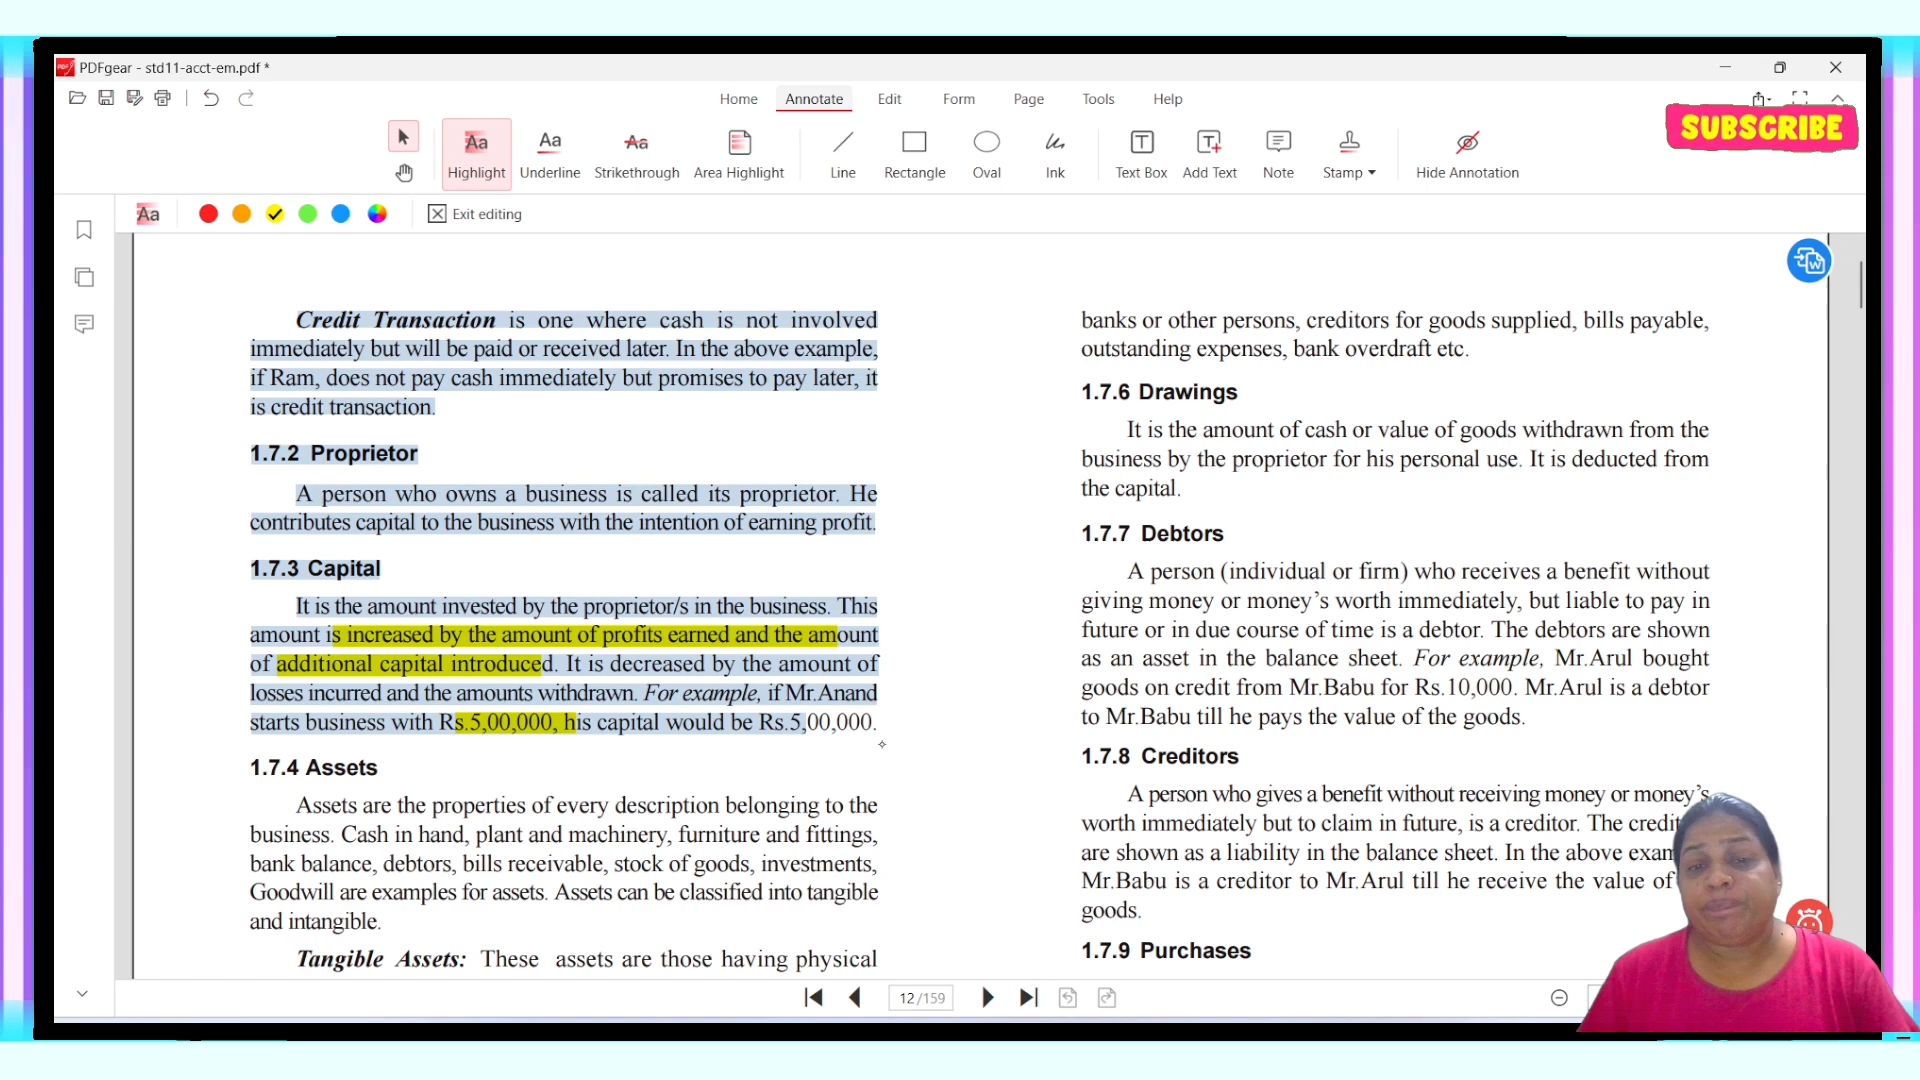 PDFgear - std11-acct-em.pdf *
Home
Annotate
Edit
Form
Page
Tools
Help
SUBSCRIBE
Highlight
Underline
Strikethrough
Area Highlight
Line
Rectangle
Oval
Ink
Text Box
Add Text
Note
Stamp
Hide Annotation
Exit editing
Credit Transaction is one where cash is not involved
immediately but will be paid or received later. In the above example,
if Ram, does not pay cash immediately but promises to pay later, it
is credit transaction.
1.7.2 Proprietor
A person who owns a business is called its proprietor. He
contributes capital to the business with the intention of earning profit.
1.7.3 Capital
It is the amount invested by the proprietor/s in the business. This
amount is increased by the amount of profits earned and the amount
of additional capital introduced. It is decreased by the amount of
losses incurred and the amounts withdrawn. For example, if Mr.Anand
starts business with Rs.5,00,000, his capital would be Rs.5,00,000.
1.7.4 Assets
Assets are the properties of every description belonging to the
business. Cash in hand, plant and machinery, furniture and fittings,
bank balance, debtors, bills receivable, stock of goods, investments,
Goodwill are examples for assets. Assets can be classified into tangible
and intangible.
Tangible Assets: These assets are those having physical
banks or other persons, creditors for goods supplied, bills payable,
outstanding expenses, bank overdraft etc.
1.7.6 Drawings
It is the amount of cash or value of goods withdrawn from the
business by the proprietor for his personal use. It is deducted from
the capital.
1.7.7 Debtors
A person (individual or firm) who receives a benefit without
giving money or money's worth immediately, but liable to pay in
future or in due course of time is a debtor. The debtors are shown
as an asset in the balance sheet. For example, Mr.Arul bought
goods on credit from Mr.Babu for Rs.10,000. Mr.Arul is a debtor
to Mr.Babu till he pays the value of the goods.
1.7.8 Creditors
A person who gives a benefit without receiving money or money's
worth immediately but to claim in future, is a creditor. The
are shown as a liability in the balance sheet. In the above
Mr.Babu is a creditor to Mr.Arul till he receive the value of
goods.
1.7.9 Purchases
12/159